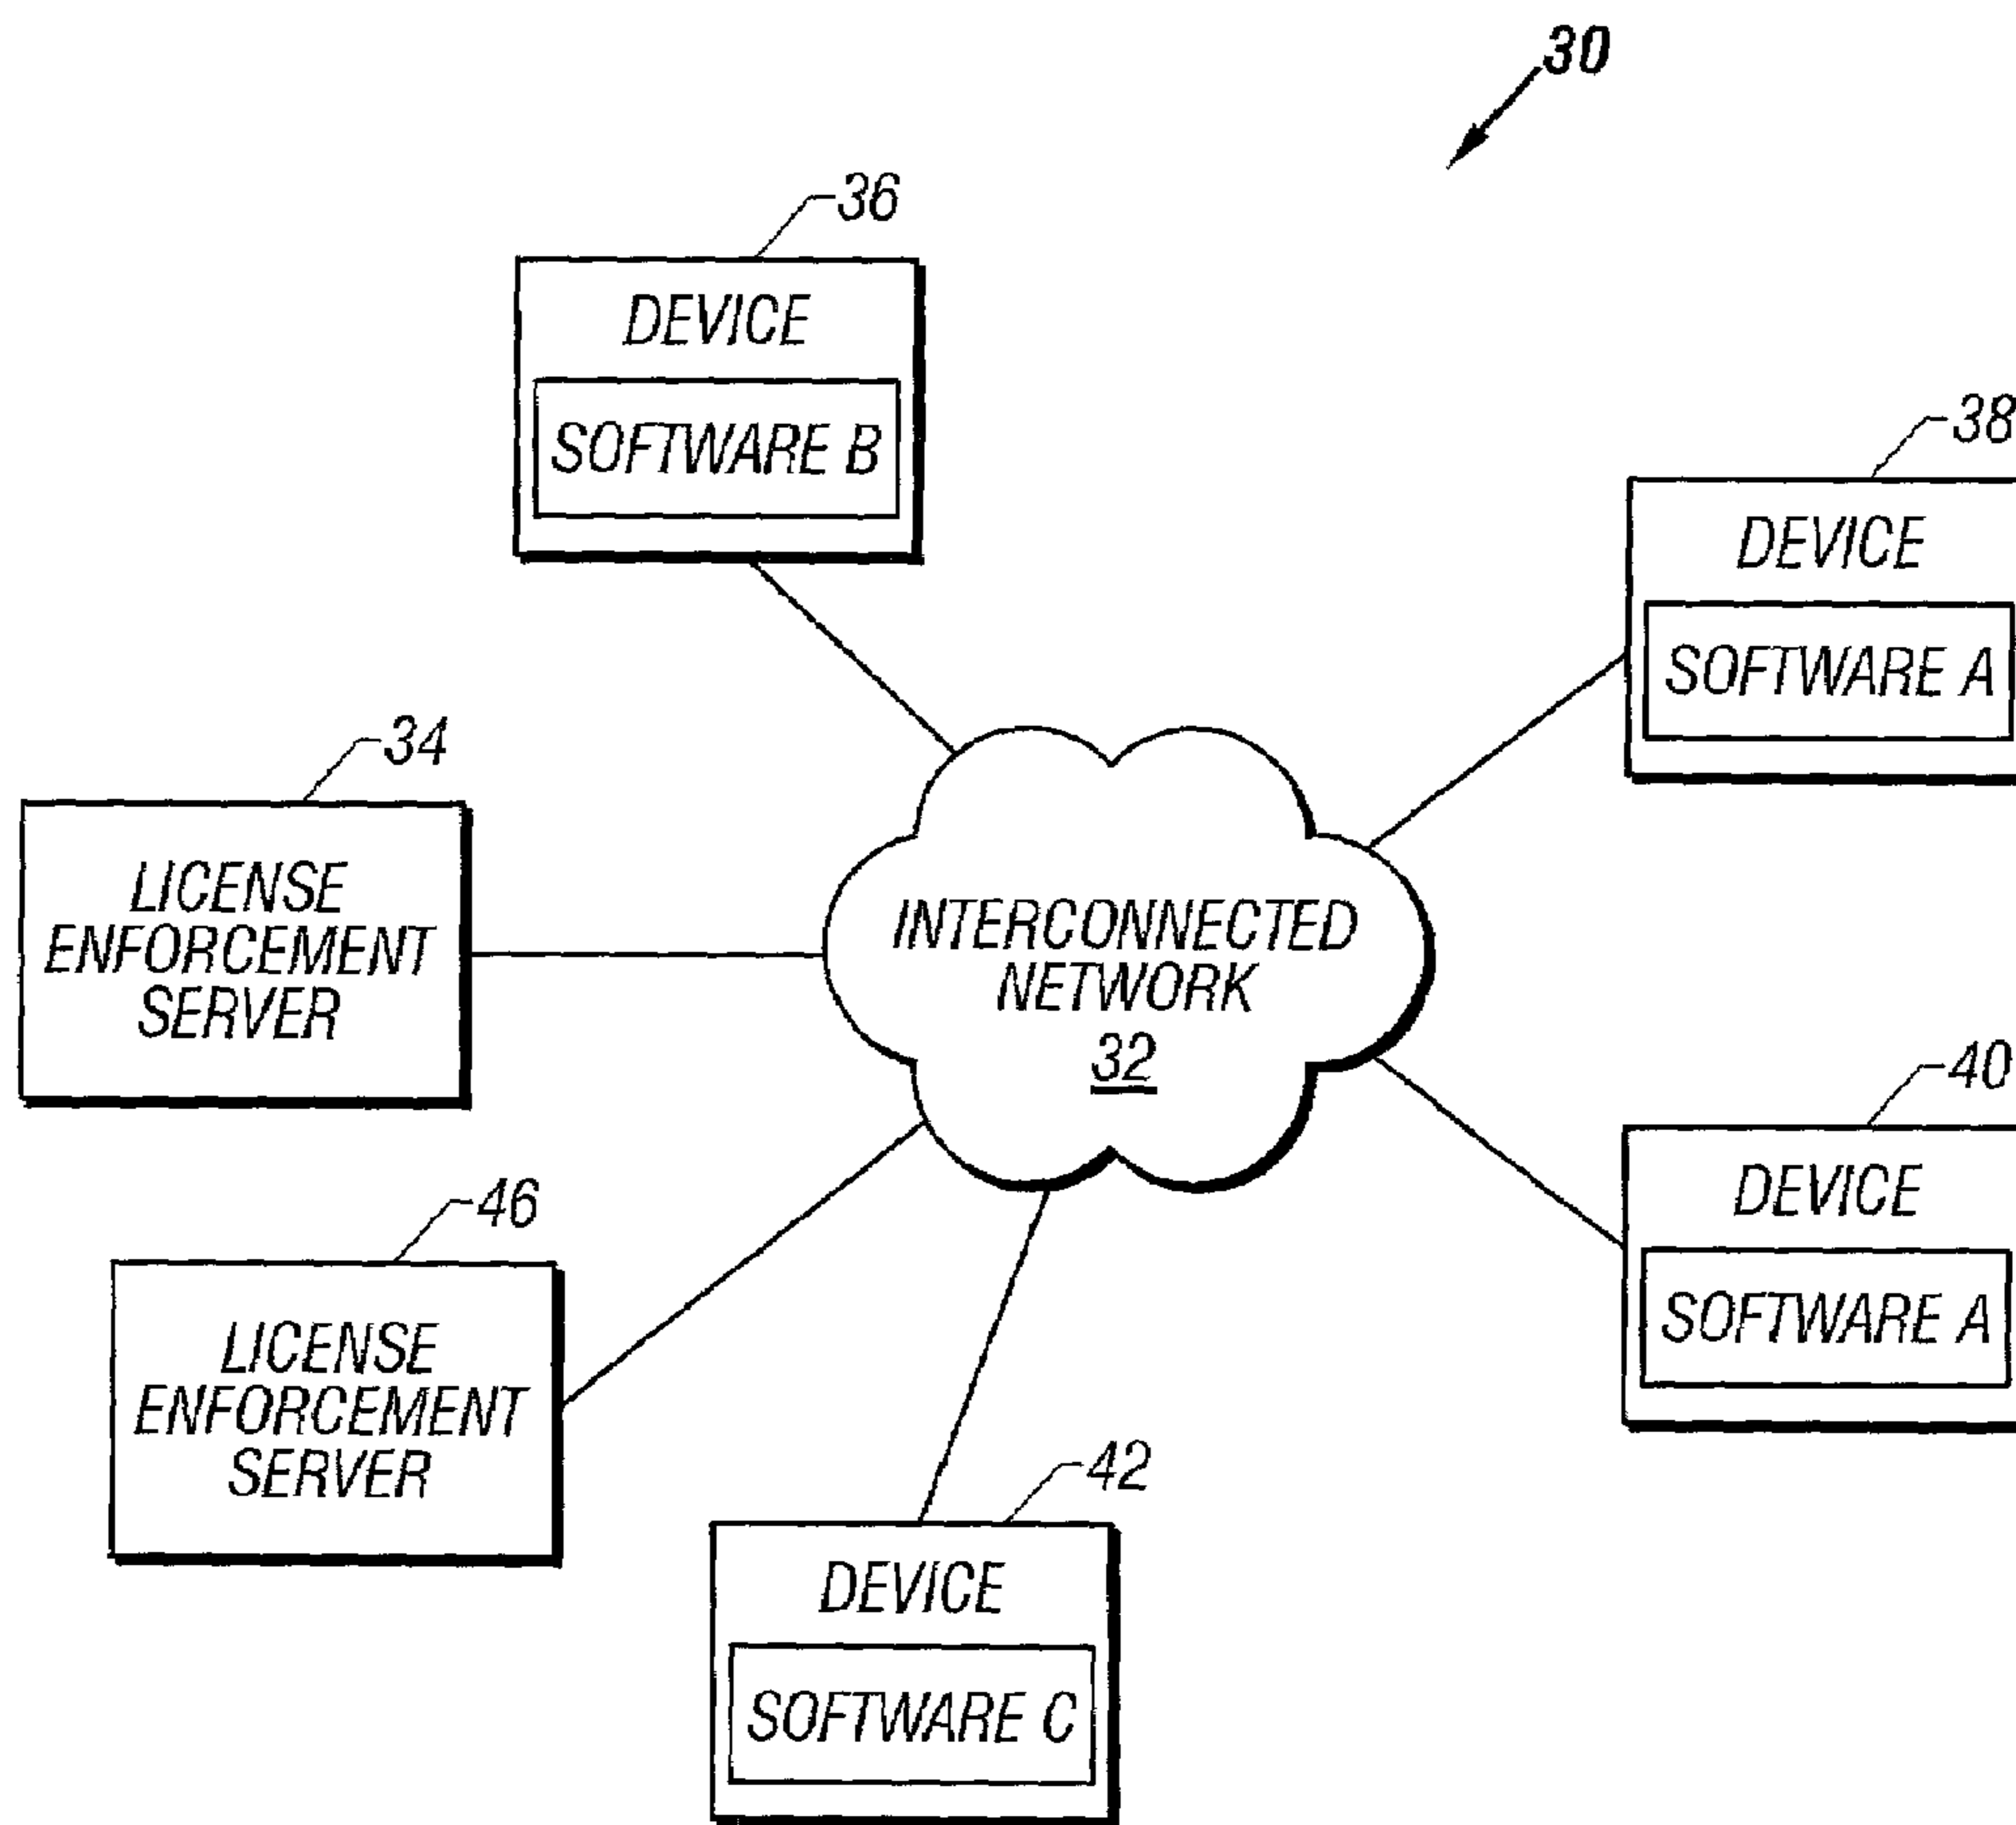 30
36
DEVICE
SOFTWARE B
38
DEVICE
SOFTWARE A
34
LICENSE
ENFORCEMENT
SERVER
INTERCONNECTED
NETWORK
32
40
DEVICE
SOFTWARE A
46
LICENSE
ENFORCEMENT
SERVER
42
DEVICE
SOFTWARE C